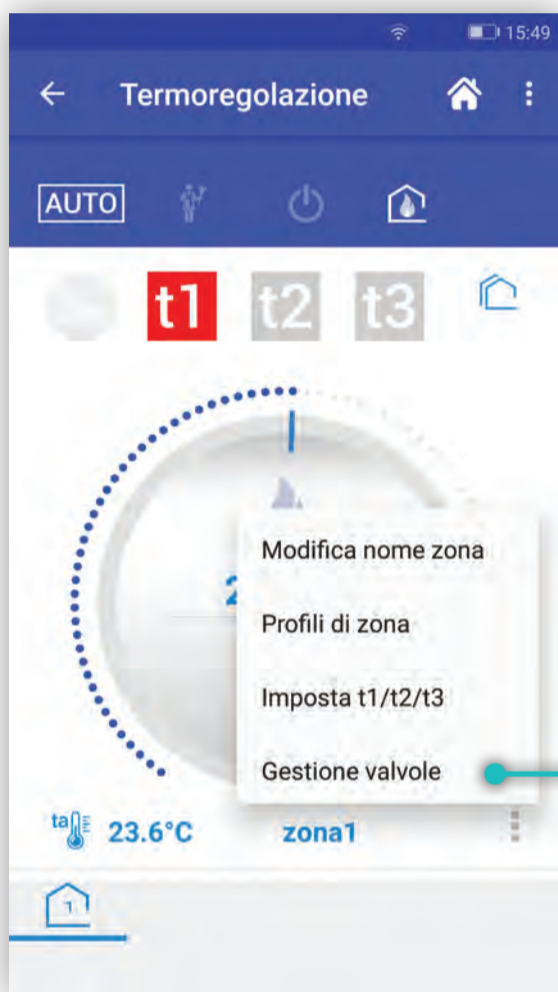 15:49
Termoregolazione
AUTO
t1 t2 t3
Modifica nome zona
Profili di zona
Imposta t1/t2/t3
Gestione valvole
ta 23.6°C zona1
1